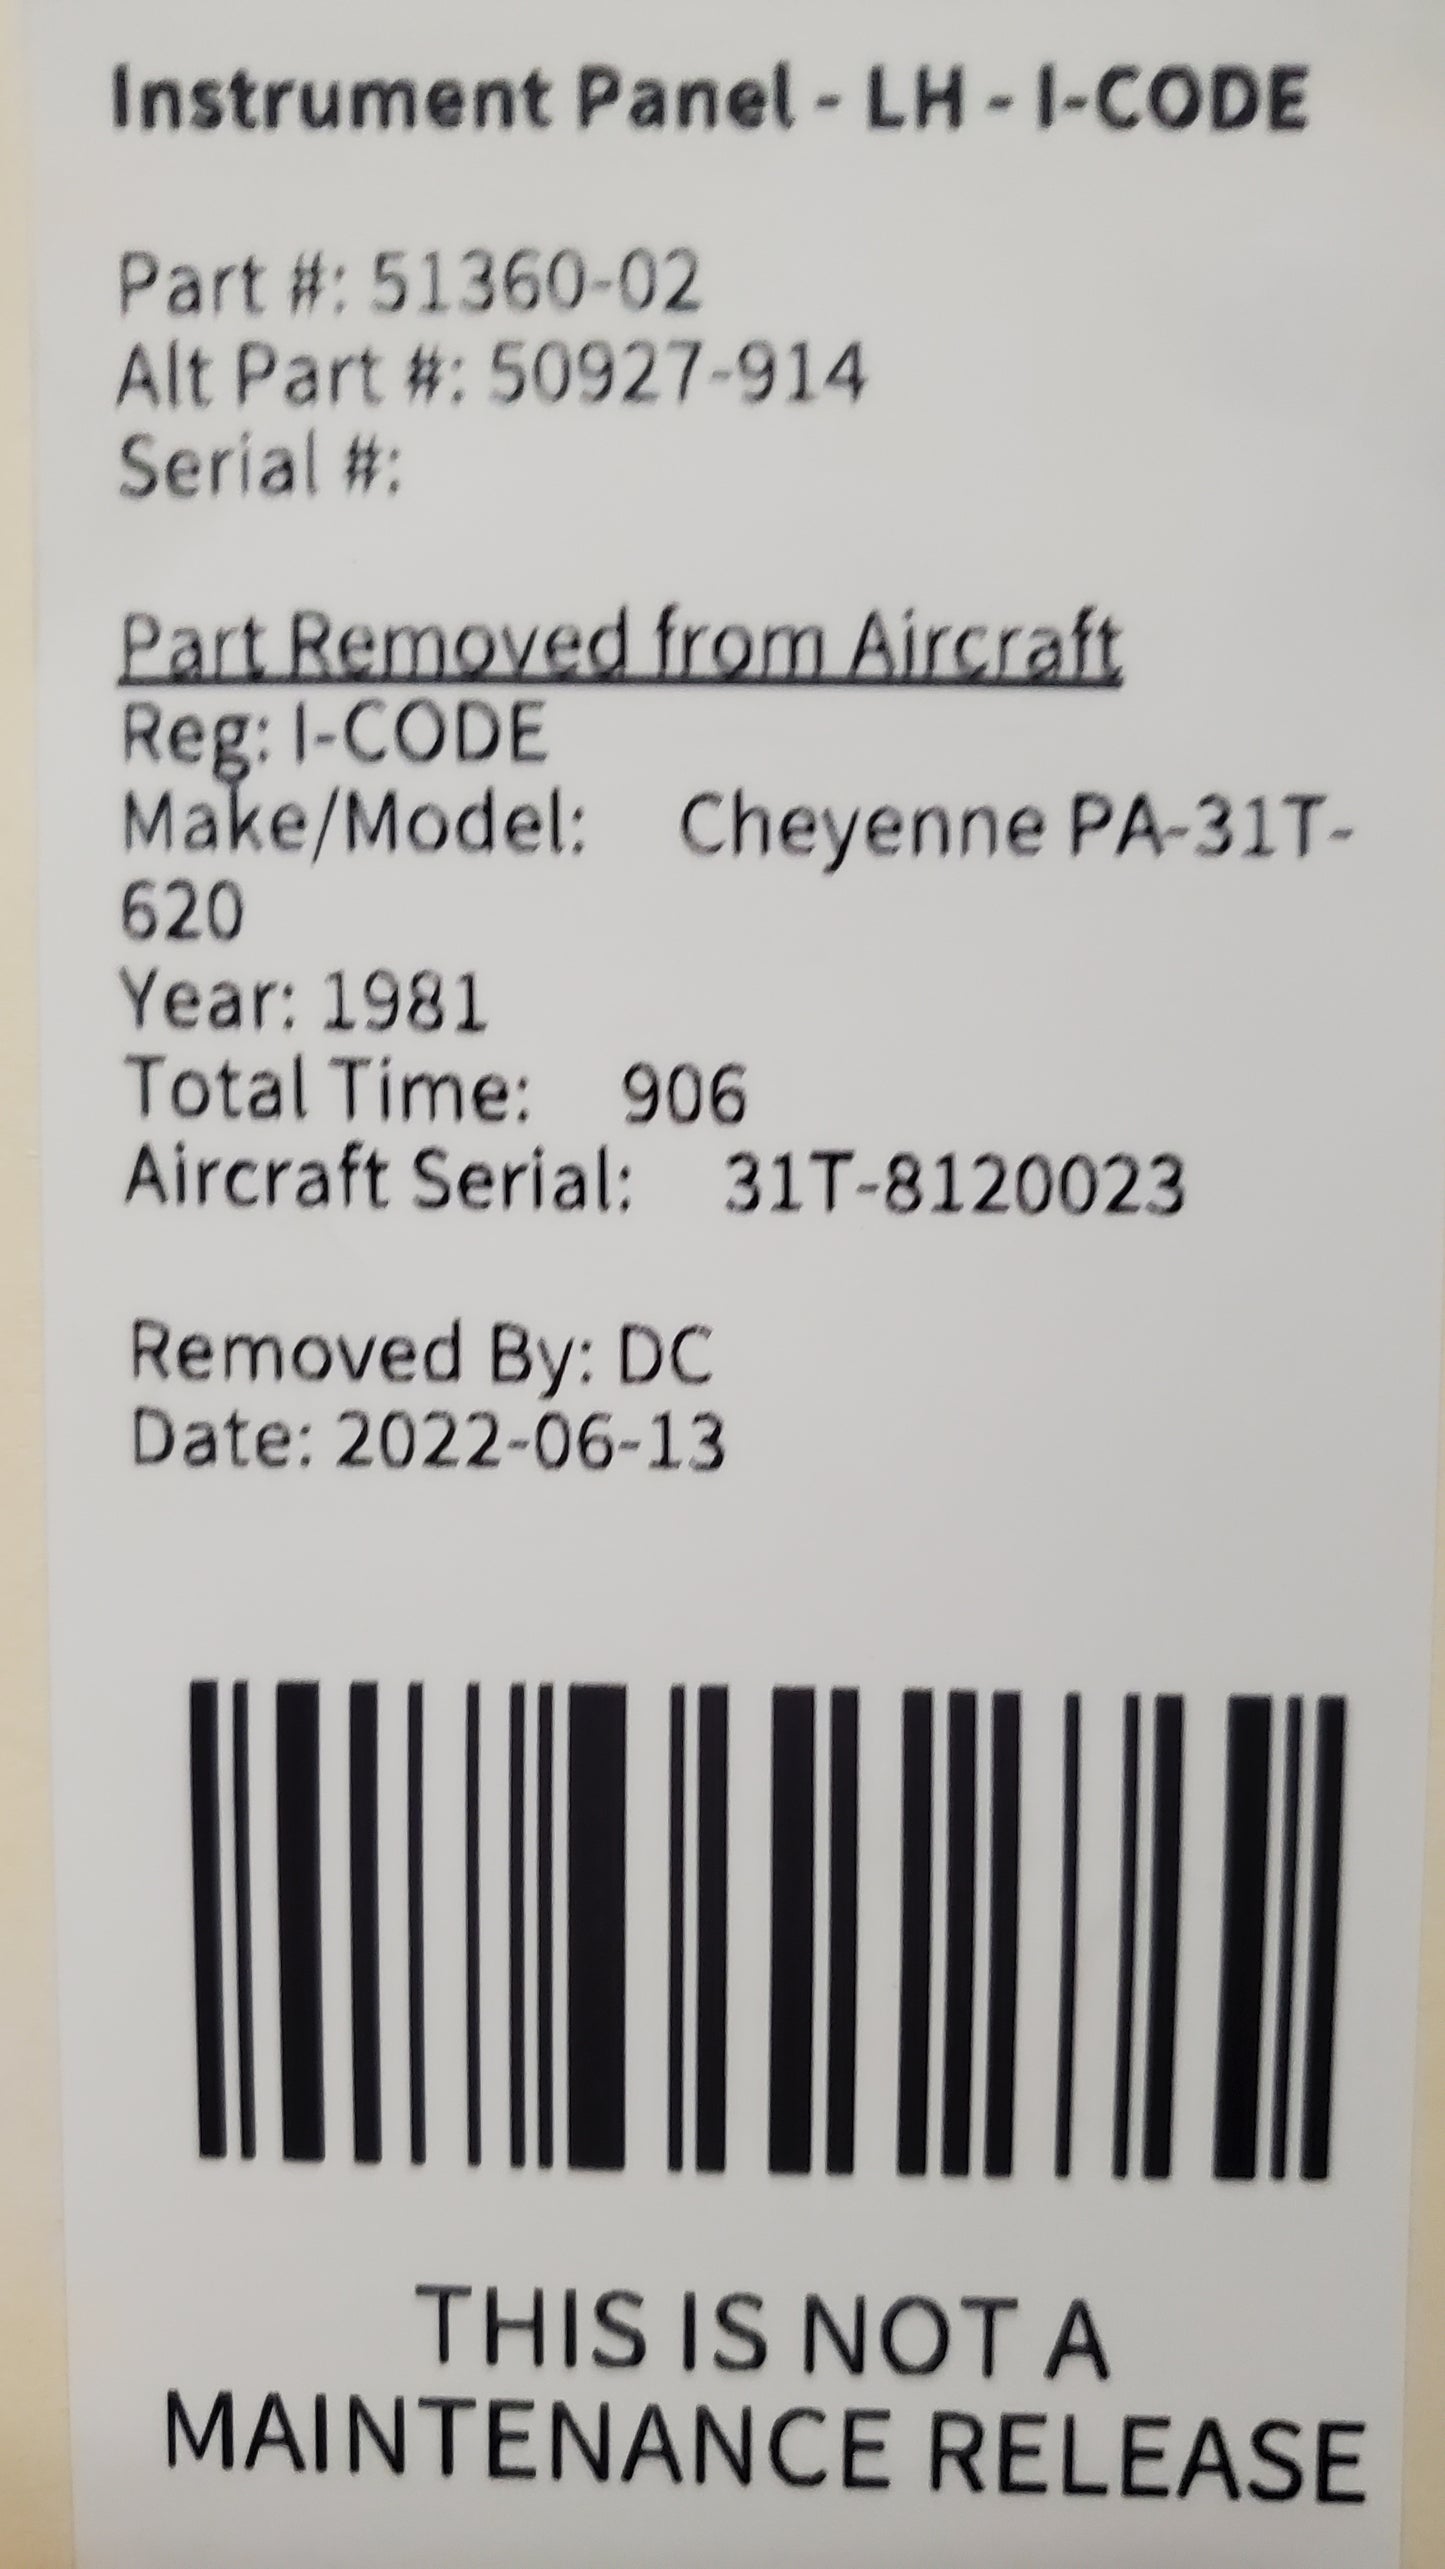 Instrument Panel - LH - I-CODE
Part #: 51360-02
Alt Part #: 50927-914
Serial #:
Part Removed from Aircraft
Reg: I-CODE
Make/Model: Cheyenne PA-31T-
620
Year: 1981
Total Time: 906
Aircraft Serial: 31T-8120023
Removed By: DC
Date: 2022-06-13
THIS IS NOT A
MAINTENANCE RELEASE